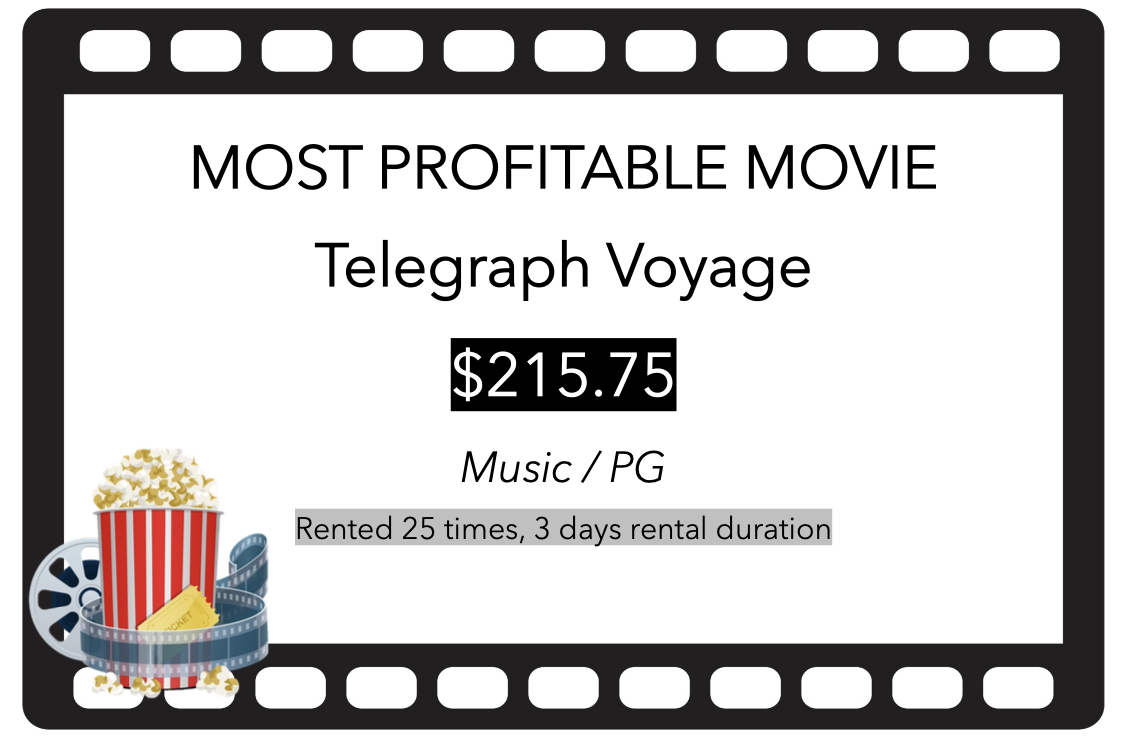 MOST PROFITABLE MOVIE
Telegraph Voyage
$215.75
Music / PG
Rented 25 times, 3 days rental duration